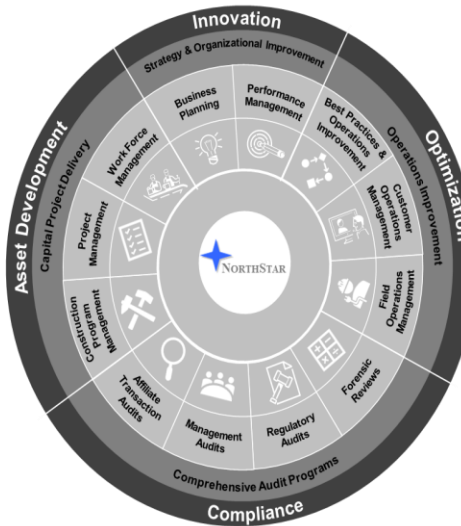 Innovation
Strategy & Organizational Improvement
Business
Planning
Performance
Management
Optimization
Operations Improvement
Best Practices &
Operations
Improvement
Customer
Operations
Management
Field
Operations
Management
Compliance
Comprehensive Audit Programs
Forensic
Reviews
Regulatory
Audits
Management
Audits
Affiliate
Transaction
Audits
Asset Development
Capital Project Delivery
Construction
Program
Management
Project
Management
Work Force
Management
NORTHSTAR